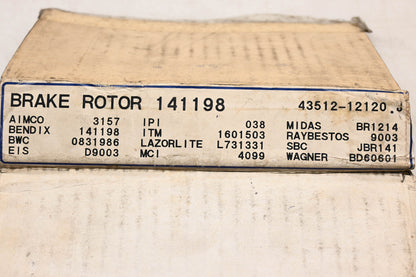 BRAKE ROTOR 141198 43512-12120.J
AIMCO 3157 IPI 038 MIDAS BR1214
BENDIX 141198 ITM 1601503 RAYBESTOS 9003
BWC 0831986 LAZORLITE L731331 SBC JBR141
EIS D9003 MCI 4099 WAGNER BD60601